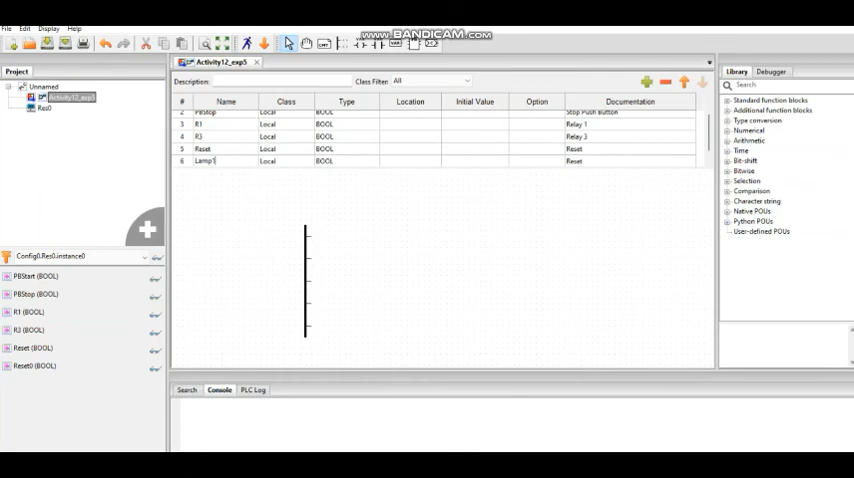 www.BANDICAM.com
File Edit Display Help
Project
Unnamed
Activity12_exp5
Res0
Config0.Res0.instance0
PBStart (BOOL)
PBStop (BOOL)
R1 (BOOL)
R3 (BOOL)
Reset (BOOL)
Reset0 (BOOL)
Activity12_exp5
Description: Class Filter: All
# Name Class Type Location Initial Value Option Documentation
2 PBStop Local BOOL Stop Push Button
3 R1 Local BOOL Relay 1
4 R3 Local BOOL Relay 3
5 Reset Local BOOL Reset
6 Lamp1 Local BOOL Reset
Search Console PLC Log
Library Debugger
Search
Standard function blocks
Additional function blocks
Type conversion
Numerical
Arithmetic
Time
Bit-shift
Bitwise
Selection
Comparison
Character string
Native POUs
Python POUs
User-defined POUs